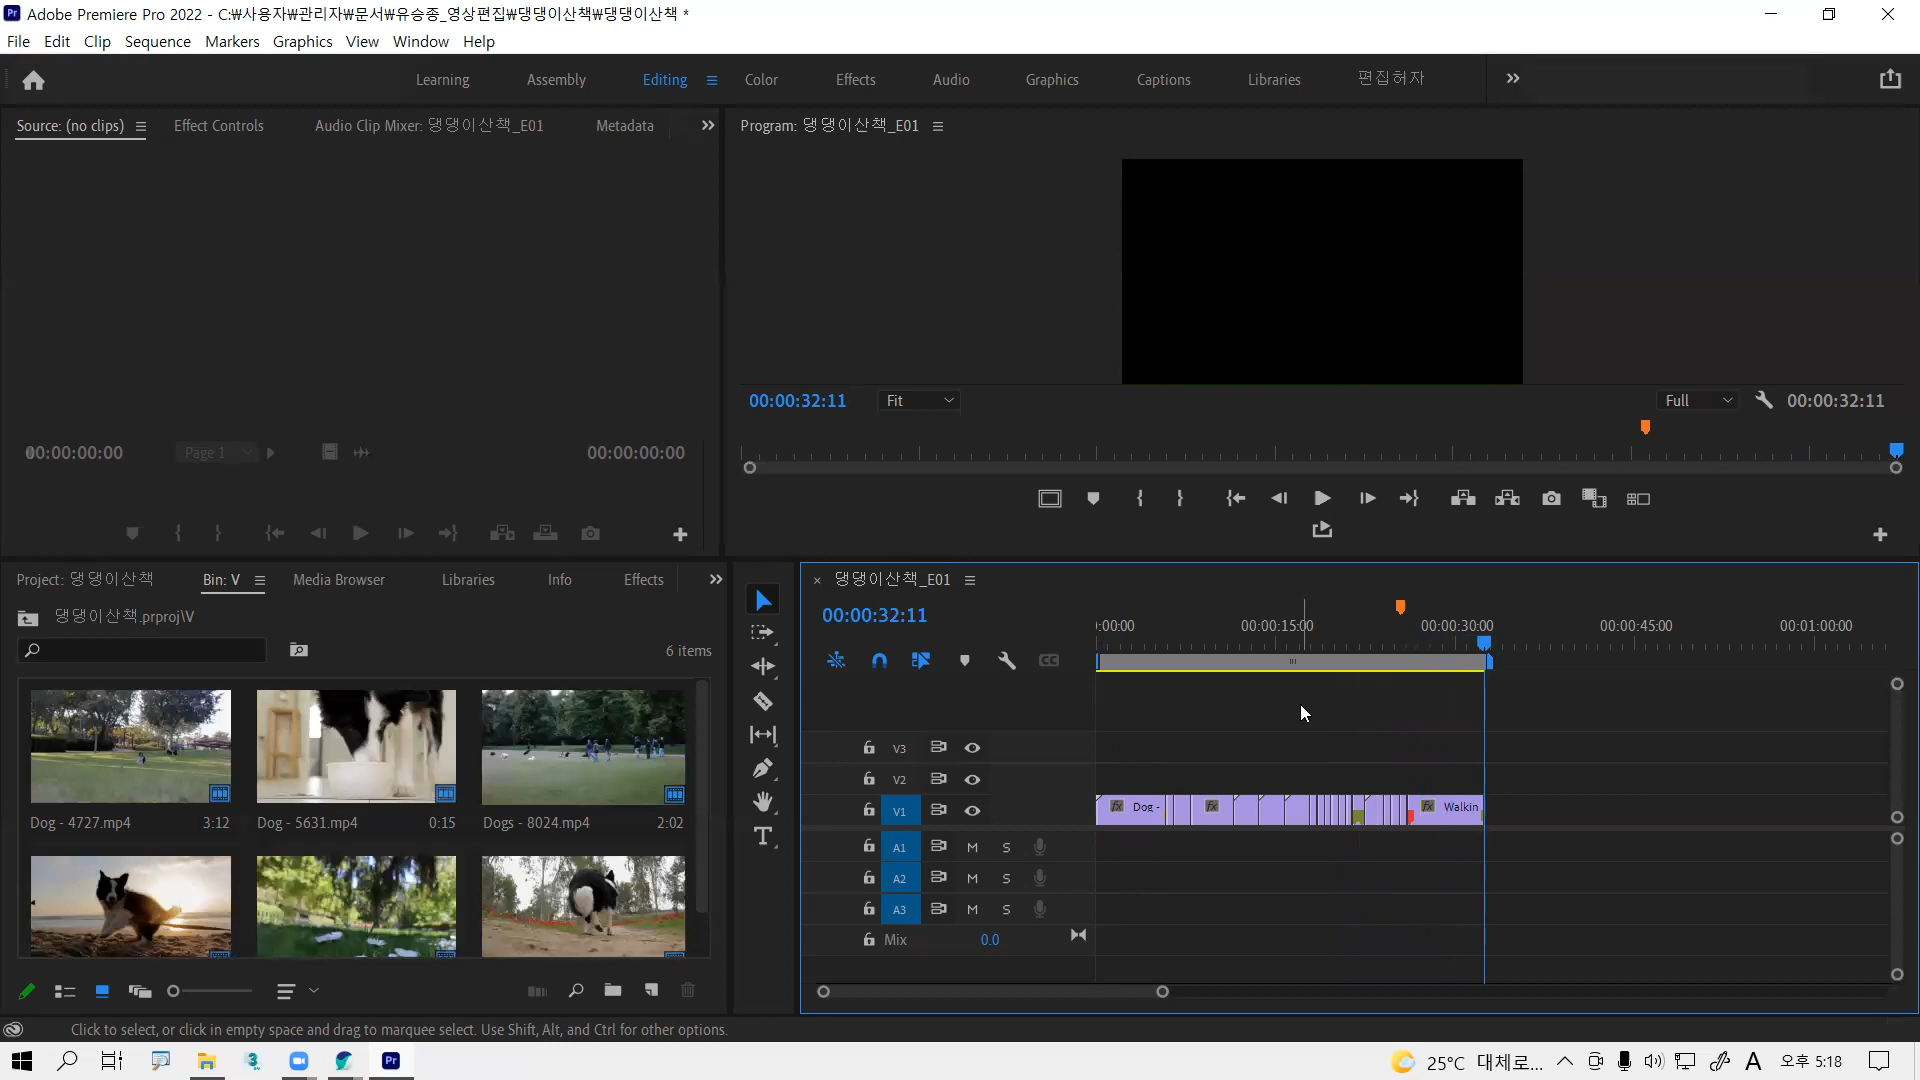 Adobe Premiere Pro 2022 - C:₩사용자₩관리자₩문서₩유승종_영상편집₩댕댕이산책₩댕댕이산책 *
File Edit Clip Sequence Markers Graphics View Window Help
Learning Assembly Editing Color Effects Audio Graphics Captions Libraries 편집허자
Source: (no clips) Effect Controls Audio Clip Mixer: 댕댕이산책_E01 Metadata
Program: 댕댕이산책_E01
00:00:32:11 Fit Full 00:00:32:11
00:00:00:00 Page 1 00:00:00:00
Project: 댕댕이산책 Bin: V Media Browser Libraries Info Effects
댕댕이산책.prproj₩V
6 items
Dog - 4727.mp4 3:12
Dog - 5631.mp4 0:15
Dogs - 8024.mp4 2:02
댕댕이산책_E01
00:00:32:11
:00:00 00:00:15:00 00:00:30:00 00:00:45:00 00:01:00:00
CC
V3
V2
V1 fx Dog - fx fx Walkin
A1 M S
A2 M S
A3 M S
Mix 0.0
Click to select, or click in empty space and drag to marquee select. Use Shift, Alt, and Ctrl for other options.
Pr 25°C 대체로... A 오후 5:18